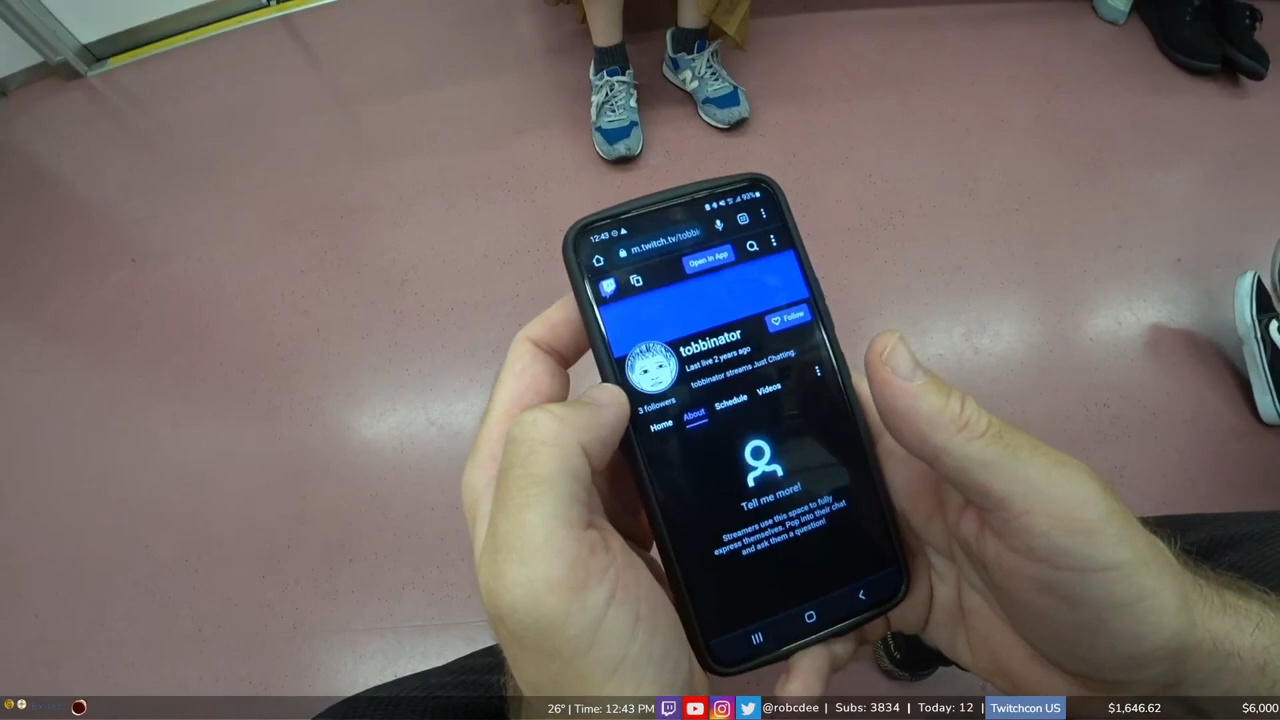 12:43
93%
m.twitch.tv/tobbi
Open in App
Follow
tobbinator
Last live 2 years ago
tobbinator streams Just Chatting.
3 followers
Home About Schedule Videos
Tell me more!
Streamers use this space to fully
express themselves. Pop into their chat
and ask them a question!
N
26° | Time: 12:43 PM @robcdee | Subs: 3834 | Today: 12 | Twitchcon US $1,646.62 $6,000